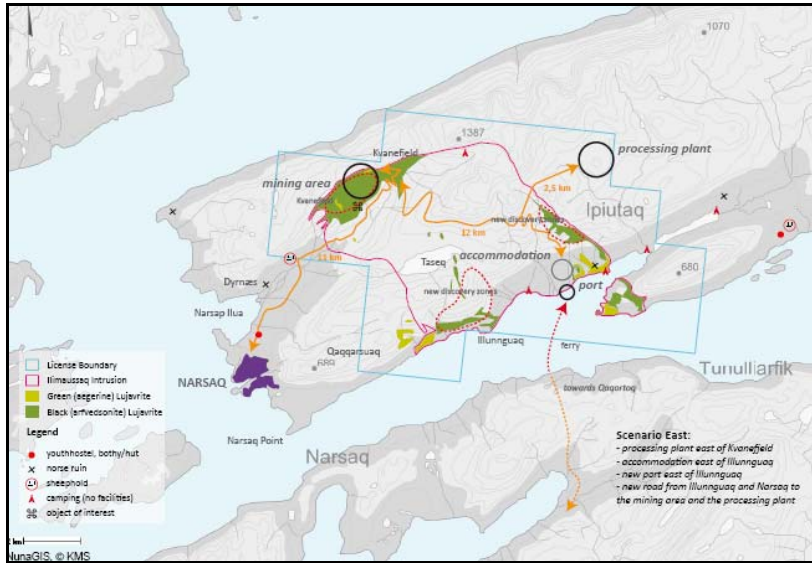 1070
1387
Kvanefield
processing plant
mining area
Kvanefield
2,5 km
Ipiutaq
new discovery zones
12 km
accommodation
11 km
Taseq
680
Dyrnæs
port
new discovery zones
Narsap Ilua
Illunnguaq
ferry
Qaqqarsuaq
689
Tunulliarfik
NARSAQ
towards Qaqortoq
Narsaq Point
Narsaq
License Boundary
Ilimaussaq Intrusion
Green (aegerine) Lujavrite
Black (arfvedsonite) Lujavrite
Legend
youthhostel, bothy/hut
norse ruin
sheephold
camping (no facilities)
object of interest
km
NunaGIS, © KMS
Scenario East:
- processing plant east of Kvanefjeld
- accommodation east of Illunnguaq
- new port east of Illunnguaq
- new road from Illunnguaq and Narsaq to
the mining area and the processing plant